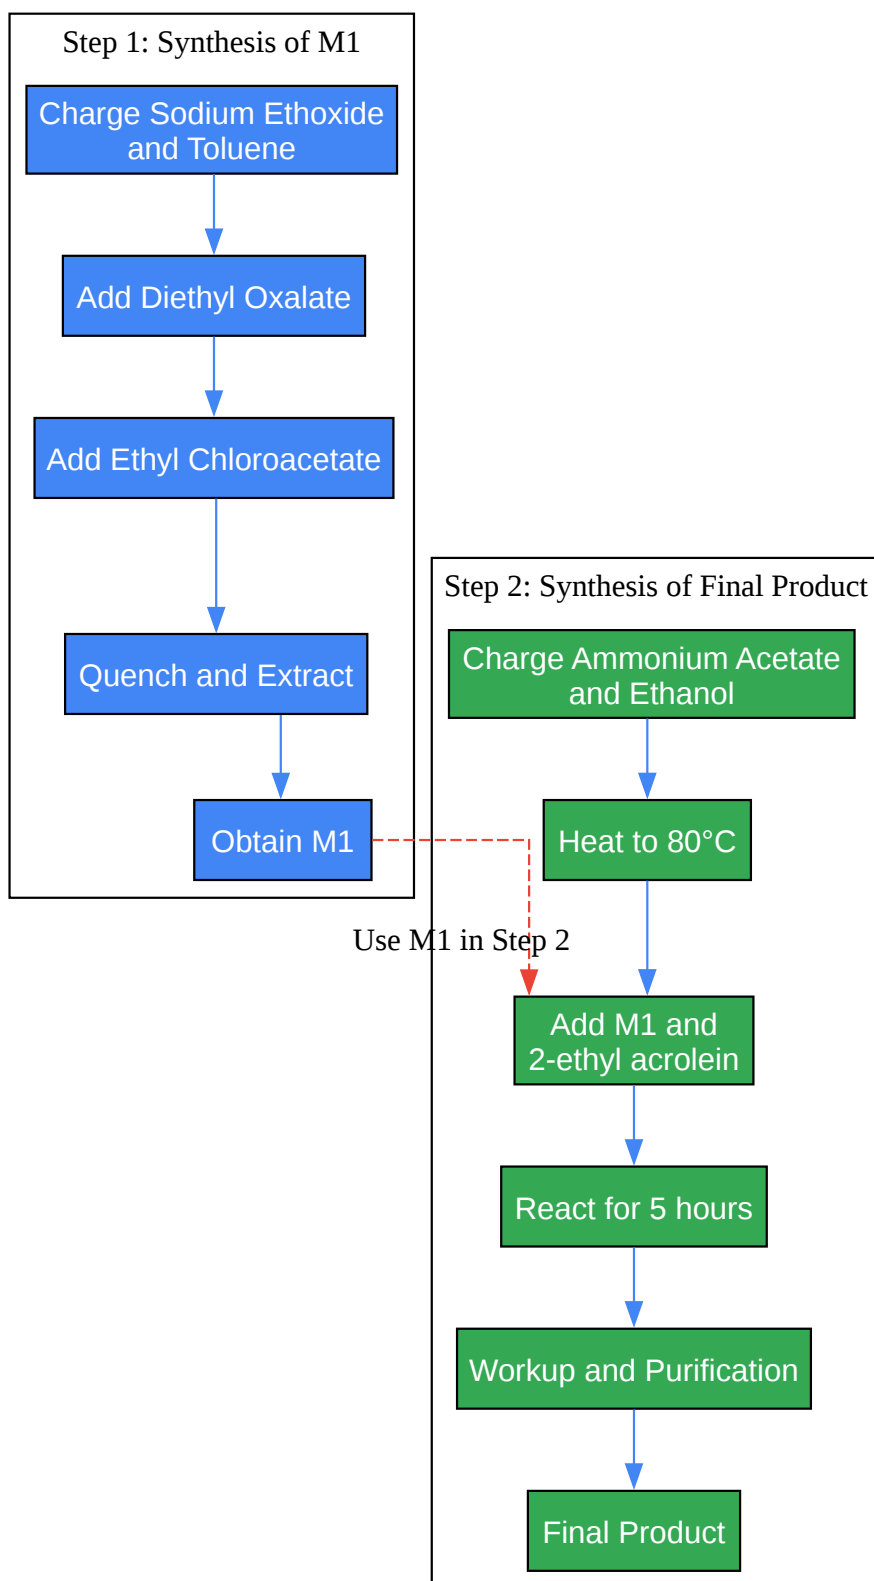 Step 1: Synthesis of M1
Charge Sodium Ethoxide
and Toluene
Add Diethyl Oxalate
Add Ethyl Chloroacetate
Quench and Extract
Obtain M1
Use M1 in Step 2
Step 2: Synthesis of Final Product
Charge Ammonium Acetate
and Ethanol
Heat to 80°C
Add M1 and
2-ethyl acrolein
React for 5 hours
Workup and Purification
Final Product